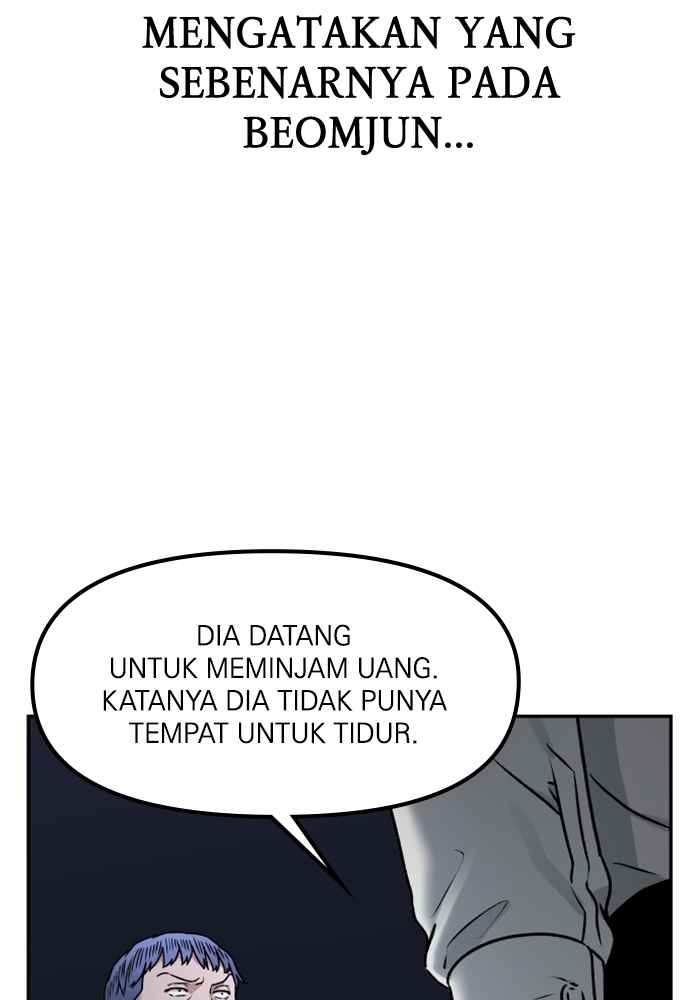 MENGATAKAN YANG
SEBENARNYA PADA
BEOMJUN...
DIA DATANG
UNTUK MEMINJAM UANG.
KATANYA DIA TIDAK PUNYA
TEMPAT UNTUK TIDUR.